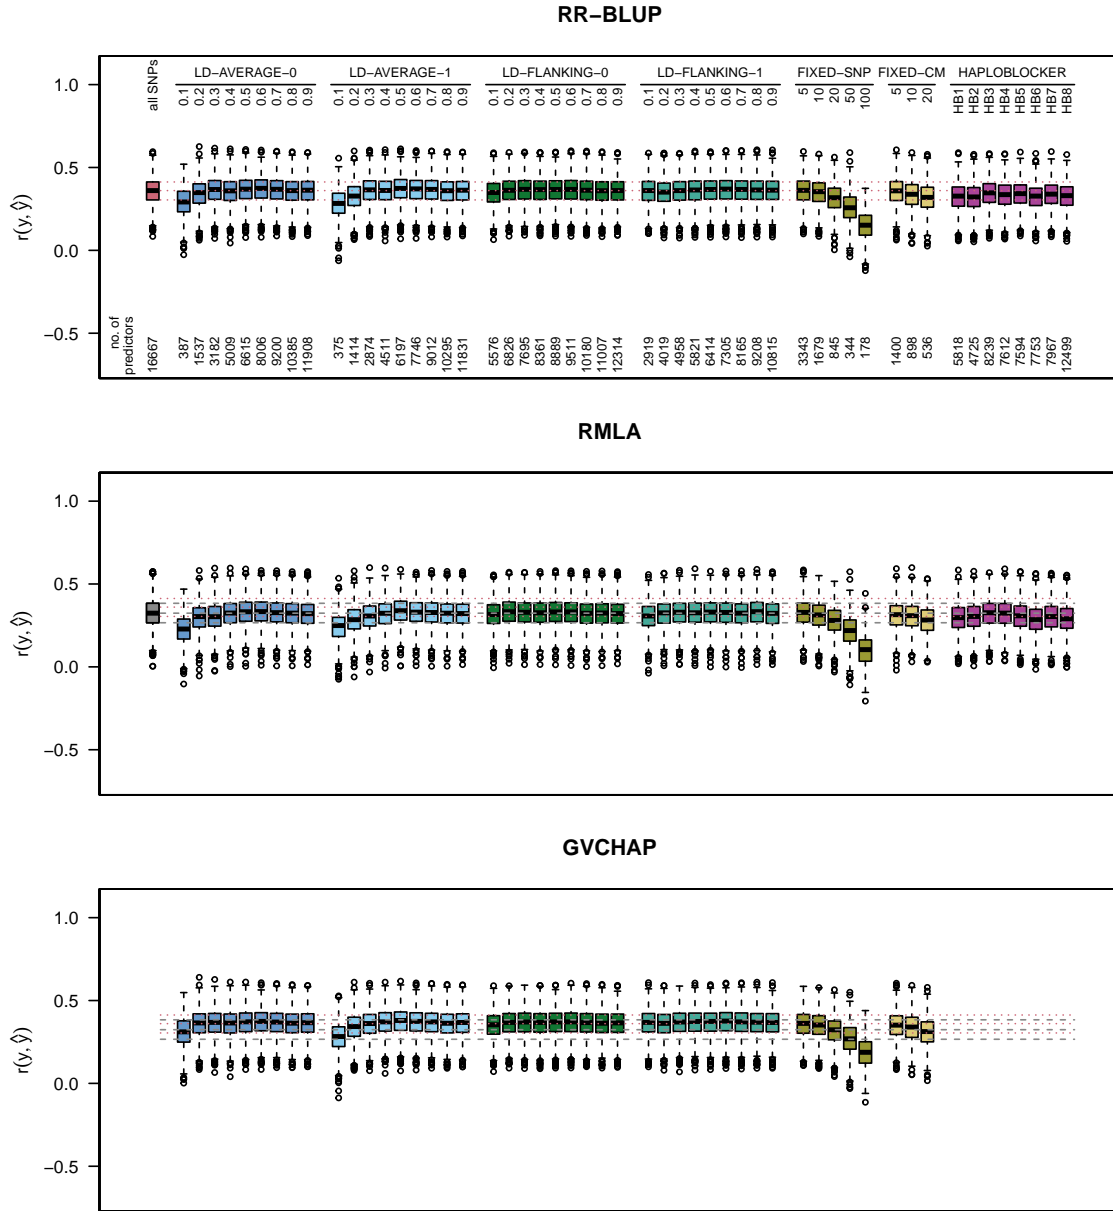 RR−BLUP
all SNPs LD−AVERAGE−0 LD−AVERAGE−1 LD−FLANKING−0 LD−FLANKING−1 FIXED−SNP FIXED−CM HAPLOBLOCKER
0.1 0.2 0.3 0.4 0.5 0.6 0.7 0.8 0.9 0.1 0.2 0.3 0.4 0.5 0.6 0.7 0.8 0.9 0.1 0.2 0.3 0.4 0.5 0.6 0.7 0.8 0.9 0.1 0.2 0.3 0.4 0.5 0.6 0.7 0.8 0.9 5 10 20 50 100 5 10 20 HB1 HB2 HB3 HB4 HB5 HB6 HB7 HB8
1.0
0.5
r(y, ŷ)
0.0
−0.5
no. of
predictors
16667 387 1537 3182 5009 6615 8006 9200 10385 11908 375 1414 2874 4511 6197 7746 9012 10295 11831 5576 6826 7695 8361 8889 9511 10180 11007 12314 2919 4019 4958 5821 6414 7305 8165 9208 10815 3343 1679 845 344 178 1400 898 536 5818 4725 8239 7612 7594 7753 7967 12499
RMLA
1.0
0.5
r(y, ŷ)
0.0
−0.5
GVCHAP
1.0
0.5
r(y, ŷ)
0.0
−0.5